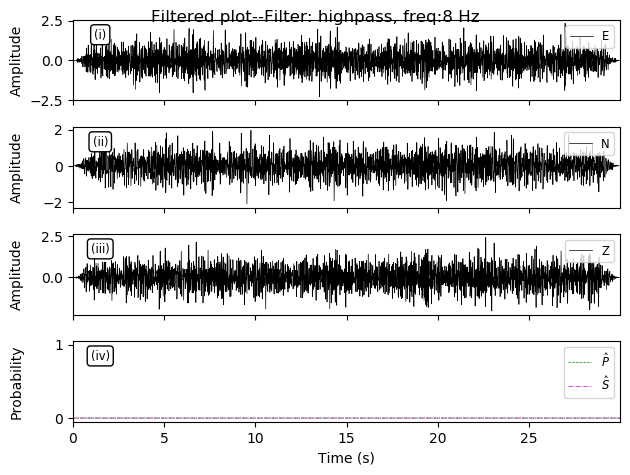 Filtered plot--Filter: highpass, freq:8 Hz
2.5
0.0
−2.5
Amplitude
(i)
E
2
0
−2
Amplitude
(ii)
N
2.5
0.0
Amplitude
(iii)
Z
1
0
Probability
(iv)
P̂
Ŝ
0 5 10 15 20 25
Time (s)